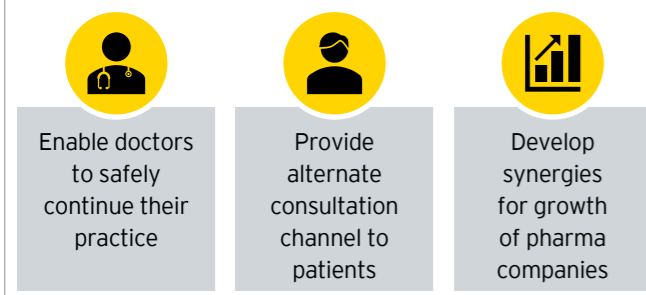 Enable doctors
to safely
continue their
practice
Provide
alternate
consultation
channel to
patients
Develop
synergies
for growth
of pharma
companies